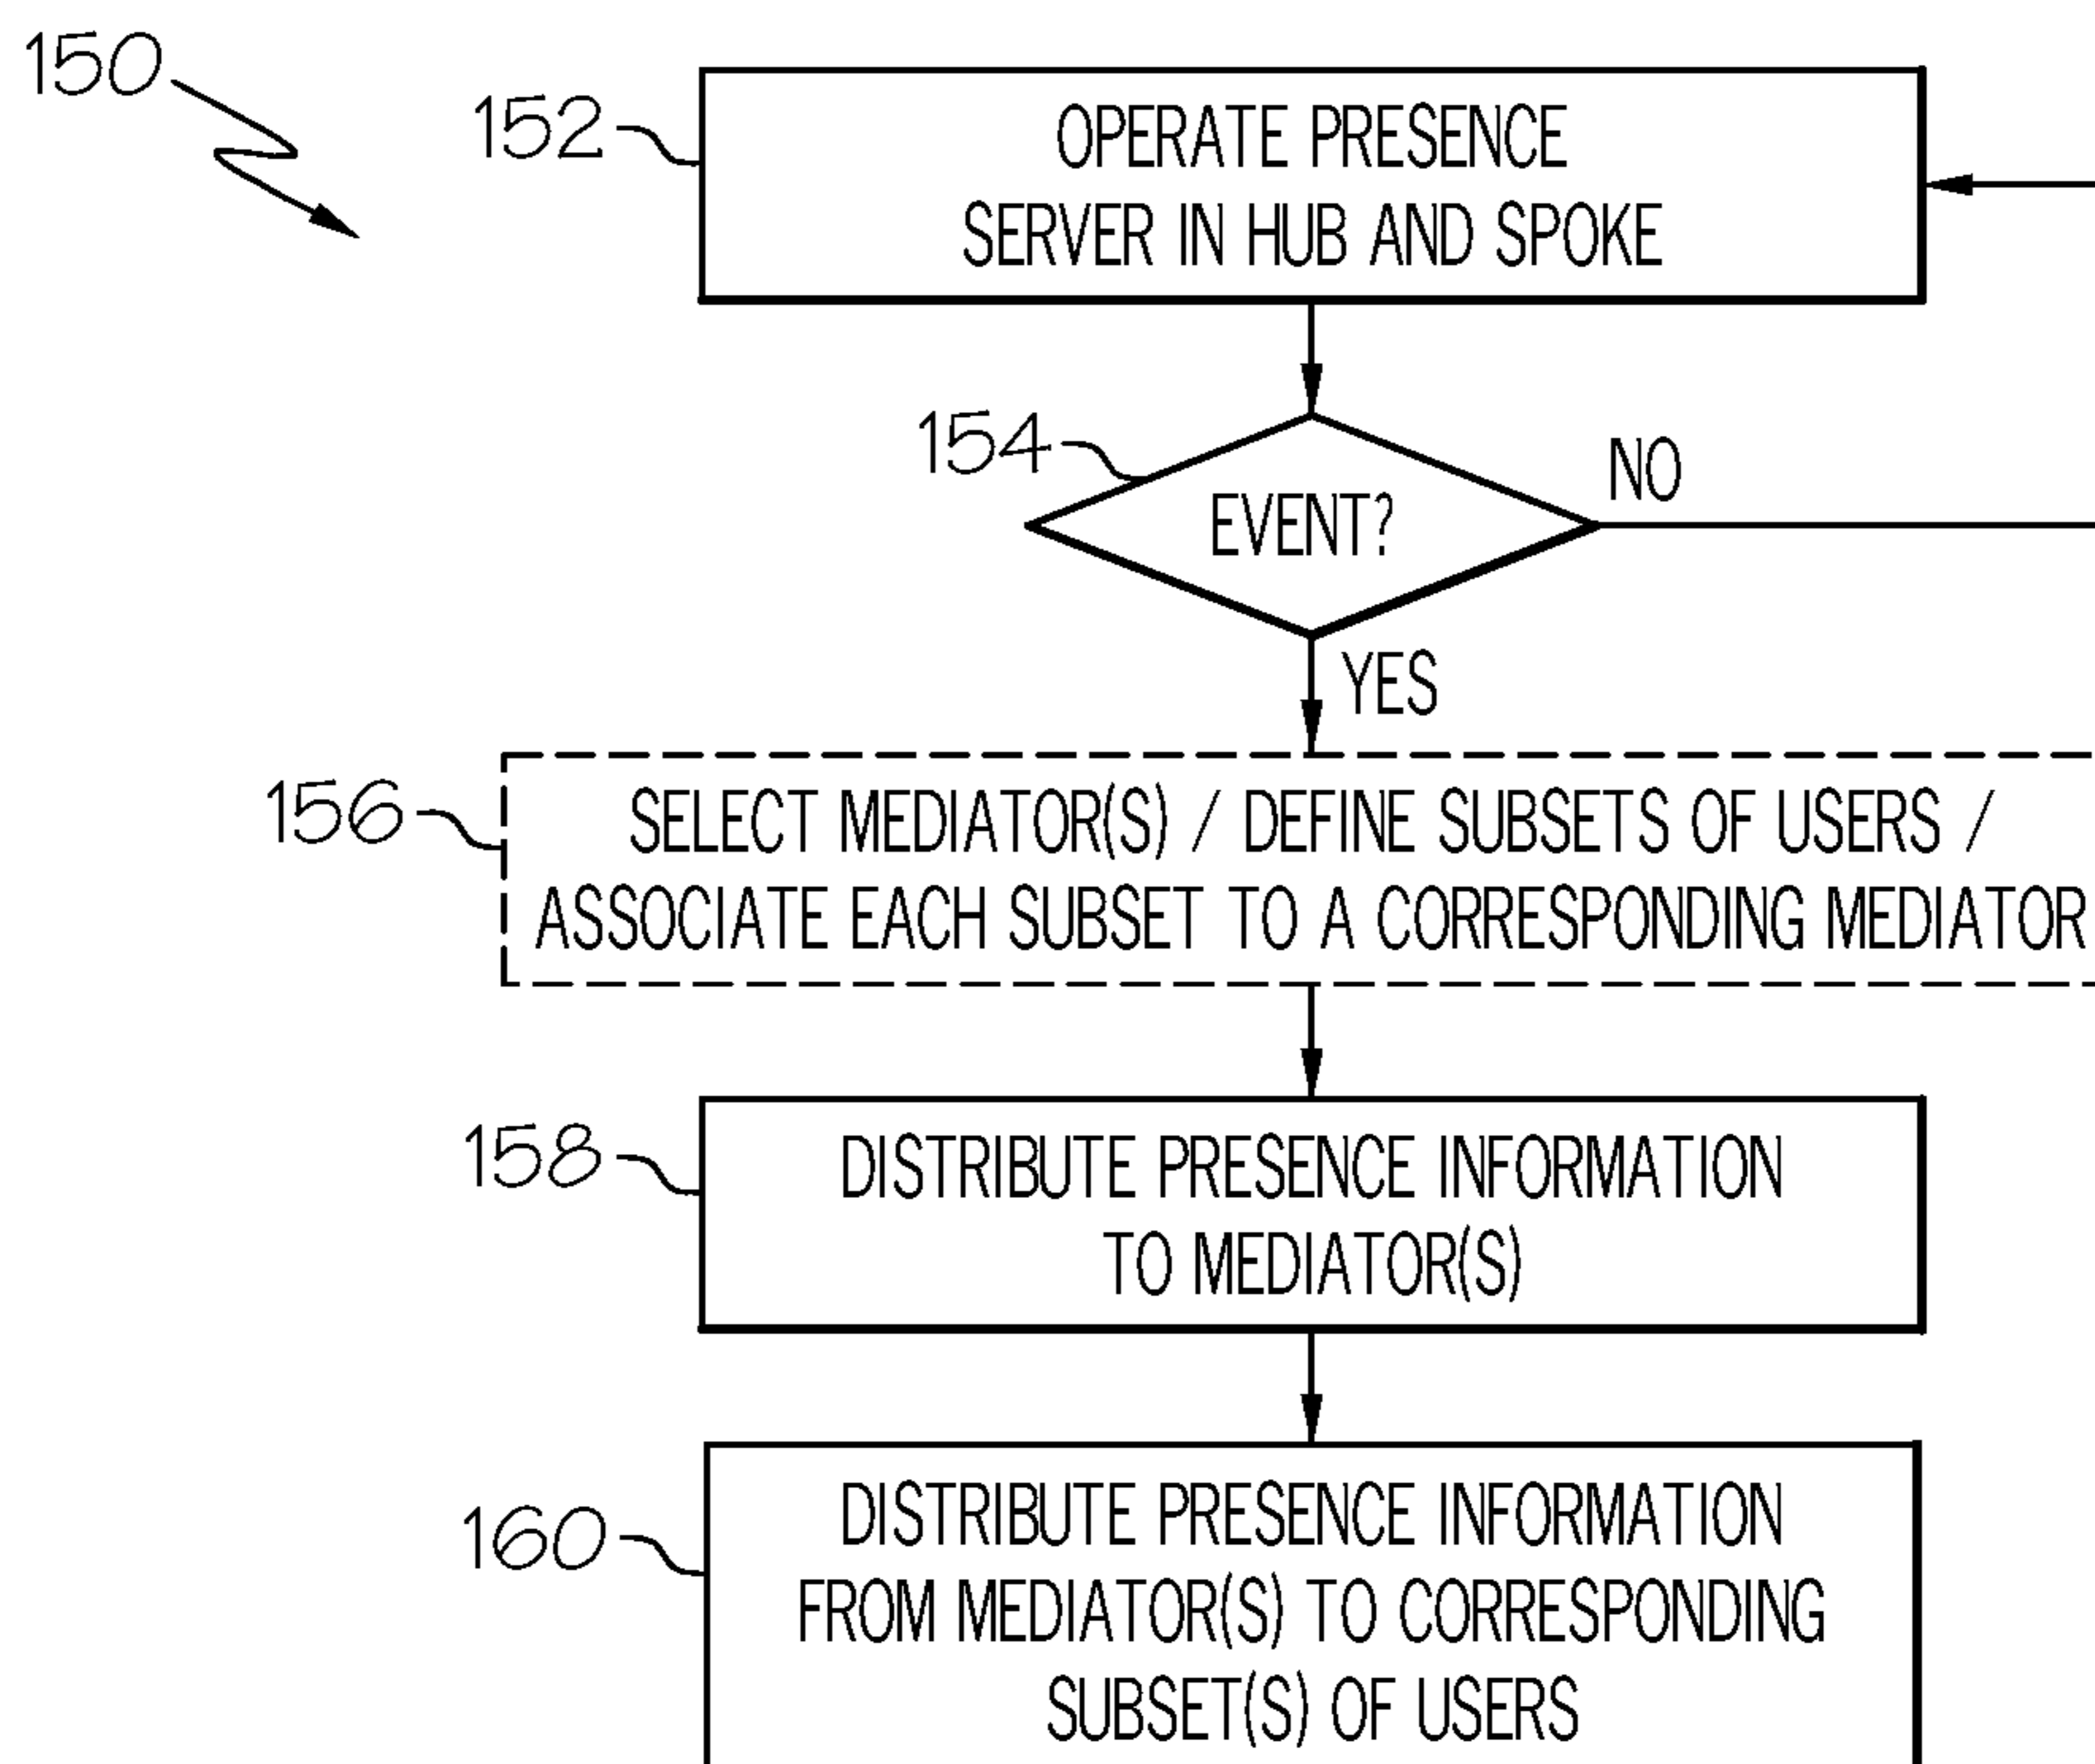 150
152
OPERATE PRESENCE
SERVER IN HUB AND SPOKE
154
EVENT?
NO
YES
156
SELECT MEDIATOR(S) / DEFINE SUBSETS OF USERS /
ASSOCIATE EACH SUBSET TO A CORRESPONDING MEDIATOR
158
DISTRIBUTE PRESENCE INFORMATION
TO MEDIATOR(S)
160
DISTRIBUTE PRESENCE INFORMATION
FROM MEDIATOR(S) TO CORRESPONDING
SUBSET(S) OF USERS